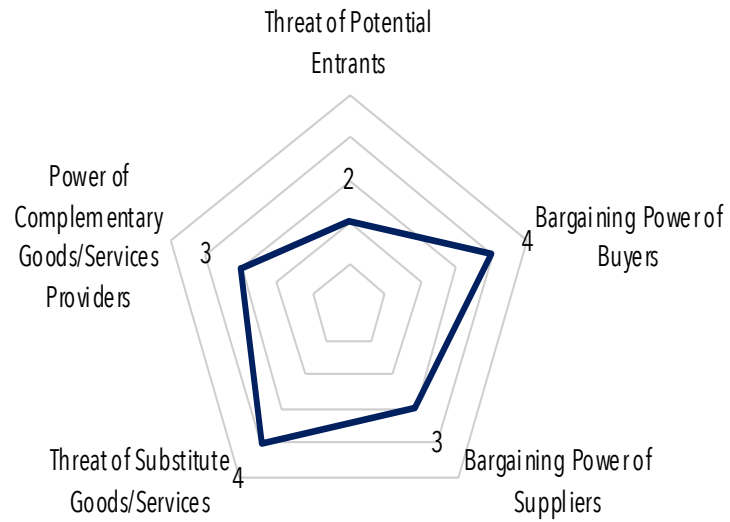 Threat of Potential
Entrants
2
Power of
Complementary
Goods/Services
Providers
3
Bargaining Power of
Buyers
4
3
Bargaining Power of
Suppliers
Threat of Substitute
Goods/Services
4